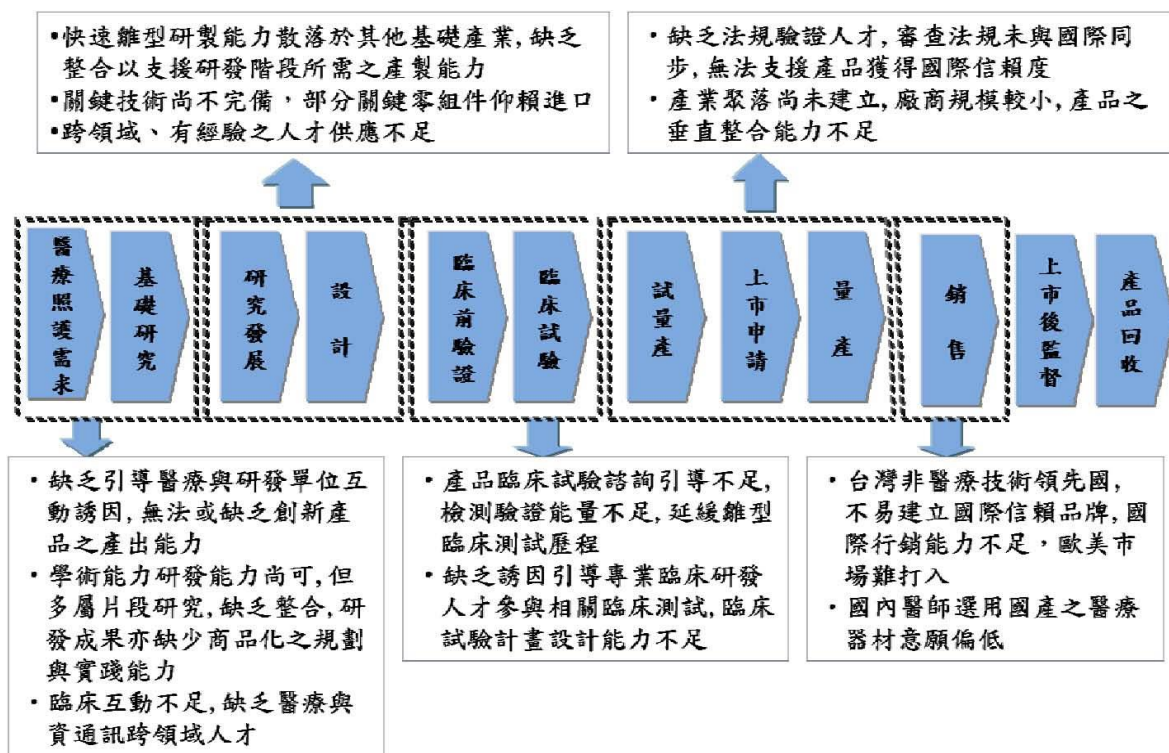 •快速雛型研製能力散落於其他基礎產業,缺乏
整合以支援研發階段所需之產製能力
•關鍵技術尚不完備，部分關鍵零組件仰賴進口
•跨領域、有經驗之人才供應不足
•缺乏法規驗證人才,審查法規未與國際同
步,無法支援產品獲得國際信賴度
•產業聚落尚未建立,廠商規模較小,產品之
垂直整合能力不足
醫療照護需求
基礎研究
研究發展
設計
臨床前驗證
臨床試驗
試量產
上市申請
量產
銷售
上市後監督
產品回收
•缺乏引導醫療與研發單位互
動誘因,無法或缺乏創新產
品之產出能力
•學術能力研發能力尚可,但
多屬片段研究,缺乏整合,研
發成果亦缺少商品化之規劃
與實踐能力
•臨床互動不足,缺乏醫療與
資通訊跨領域人才
•產品臨床試驗諮詢引導不足,
檢測驗證能量不足,延緩雛型
臨床測試歷程
•缺乏誘因引導專業臨床研發
人才參與相關臨床測試,臨床
試驗計畫設計能力不足
•台灣非醫療技術領先國,
不易建立國際信賴品牌,國
際行銷能力不足，歐美市
場難打入
•國內醫師選用國產之醫療
器材意願偏低